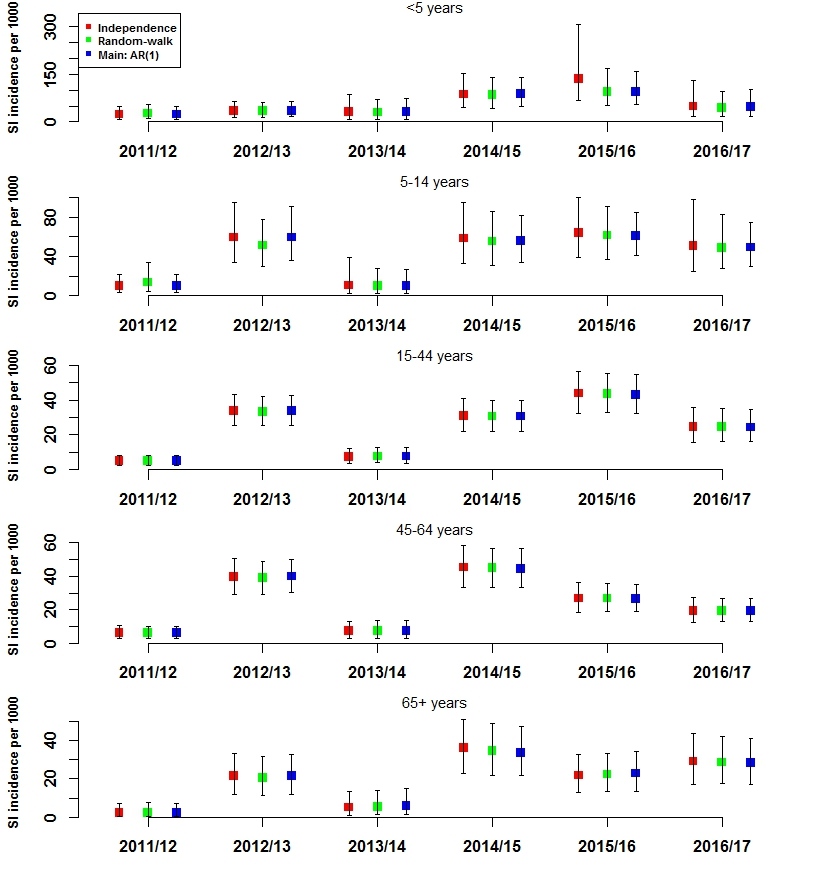 <5 years
SI incidence per 1000
300
150
0
Independence
Random-walk
Main: AR(1)
2011/12 2012/13 2013/14 2014/15 2015/16 2016/17
5-14 years
SI incidence per 1000
80
40
0
2011/12 2012/13 2013/14 2014/15 2015/16 2016/17
15-44 years
SI incidence per 1000
60
40
20
0
2011/12 2012/13 2013/14 2014/15 2015/16 2016/17
45-64 years
SI incidence per 1000
60
40
20
0
2011/12 2012/13 2013/14 2014/15 2015/16 2016/17
65+ years
SI incidence per 1000
40
20
0
2011/12 2012/13 2013/14 2014/15 2015/16 2016/17